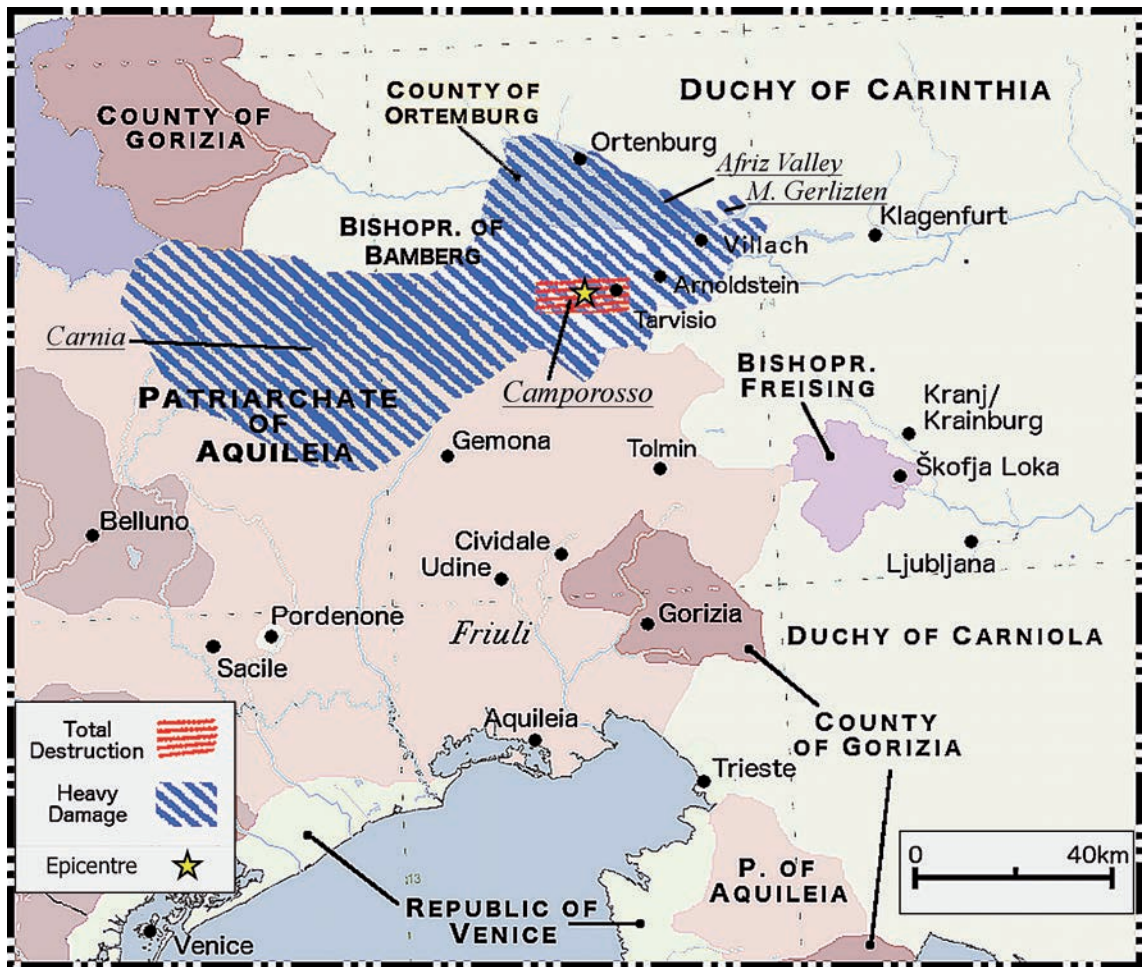 COUNTY OF
GORIZIA
COUNTY OF
ORTEMBURG
DUCHY OF CARINTHIA
Ortenburg
Afriz Valley
M. Gerlizten
Klagenfurt
BISHOPR. OF
BAMBERG
Villach
Arnoldstein
Tarvisio
Carnia
Camporosso
PATRIARCHATE
OF
AQUILEIA
BISHOPR.
FREISING
Kranj/
Krainburg
Gemona
Tolmin
Škofja Loka
Belluno
Cividale
Udine
Ljubljana
Pordenone
Friuli
Gorizia
DUCHY OF CARNIOLA
Sacile
Aquileia
COUNTY
OF GORIZIA
Trieste
Total
Destruction
Heavy
Damage
Epicentre
0 40km
P. OF
AQUILEIA
13
REPUBLIC OF
VENICE
Venice